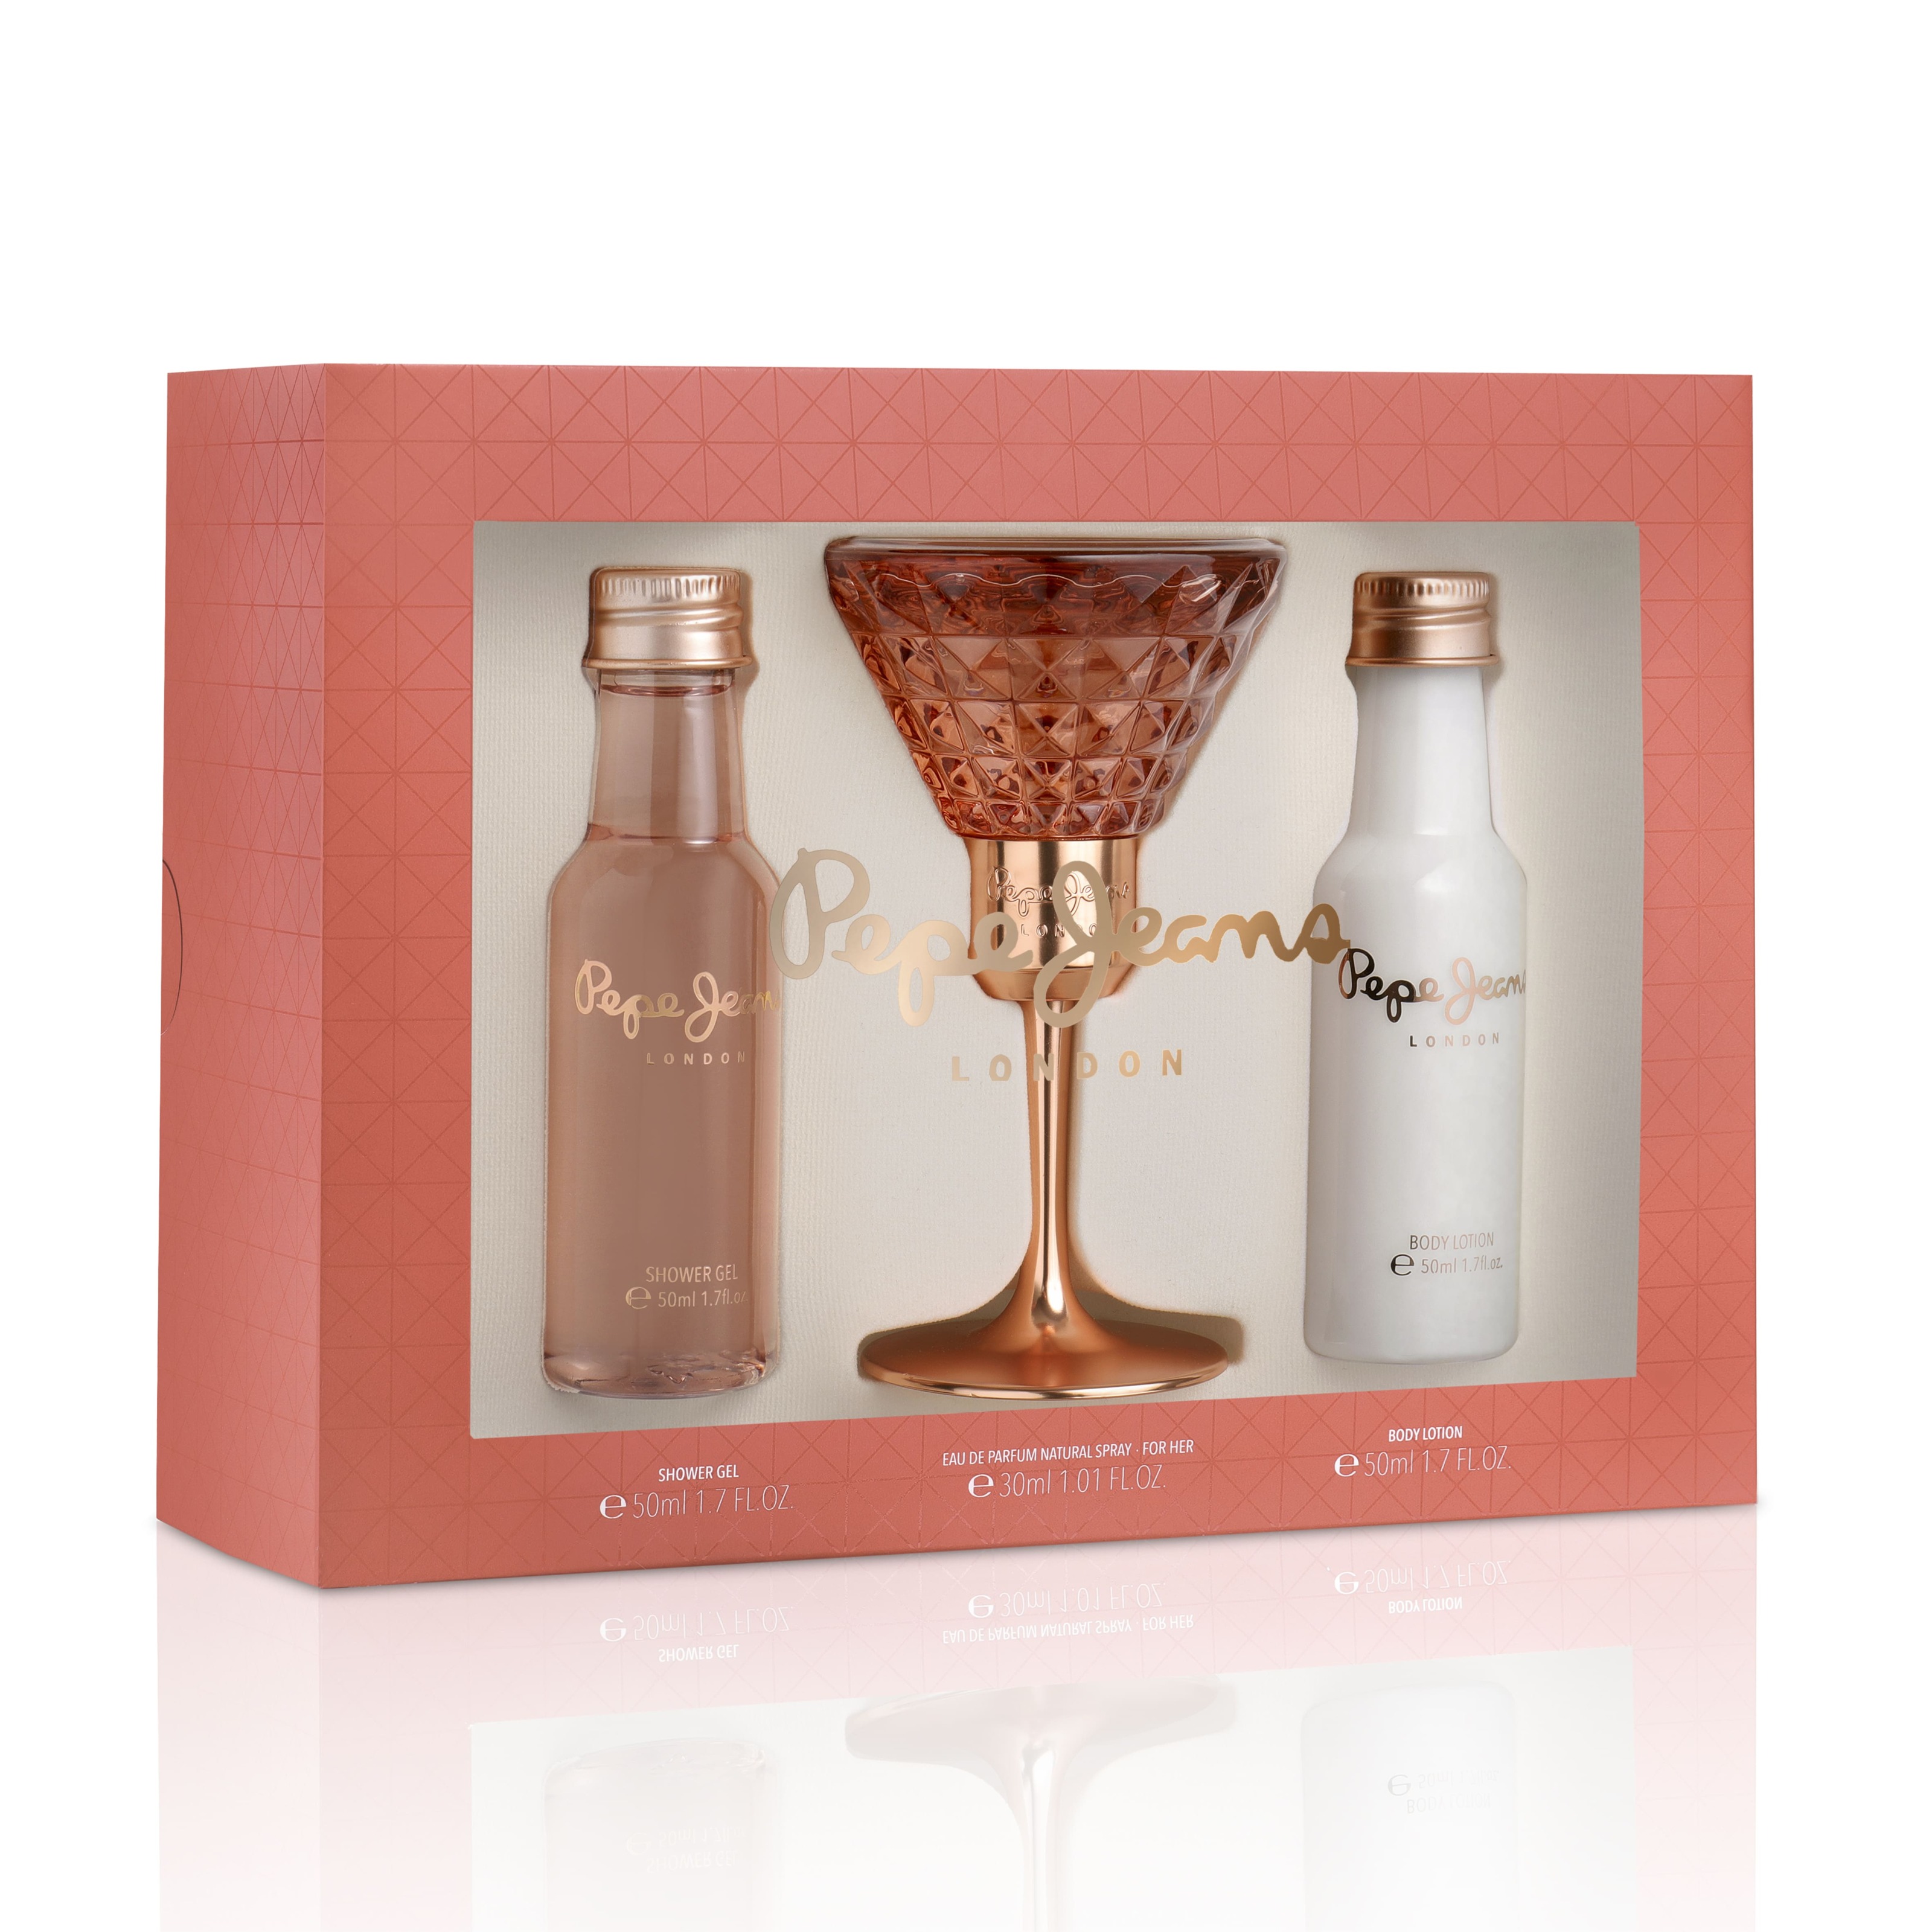 Pepe Jeans
LONDON
Pepe Jeans
LONDON
SHOWER GEL
e 50ml 1.7fl.oz
Pepe Jeans
LONDON
Pepe Jeans
LONDON
BODY LOTION
e 50ml 1.7fl.oz.
SHOWER GEL
e 50ml 1.7 FL.OZ.
EAU DE PARFUM NATURAL SPRAY · FOR HER
e 30ml 1.01 FL.OZ.
BODY LOTION
e 50ml 1.7 FL.OZ.